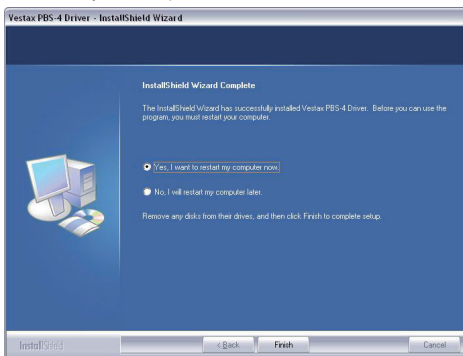 Vestax PBS-4 Driver - InstallShield Wizard
InstallShield Wizard Complete
The InstallShield Wizard has successfully installed Vestax PBS-4 Driver. Before you can use the
program, you must restart your computer.
Yes, I want to restart my computer now.
No, I will restart my computer later.
Remove any disks from their drives, and then click Finish to complete setup.
InstallShield
< Back
Finish
Cancel